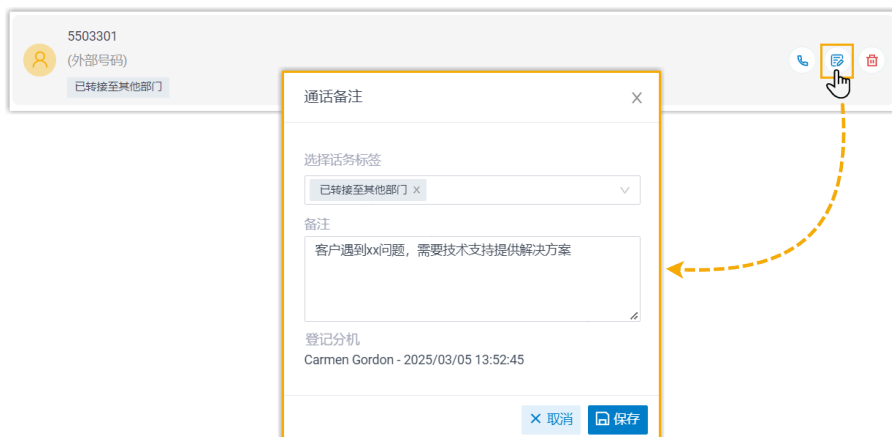 5503301
(外部号码)
已转接至其他部门
通话备注
选择话务标签
已转接至其他部门
备注
客户遇到xx问题，需要技术支持提供解决方案
登记分机
Carmen Gordon - 2025/03/05 13:52:45
取消 保存